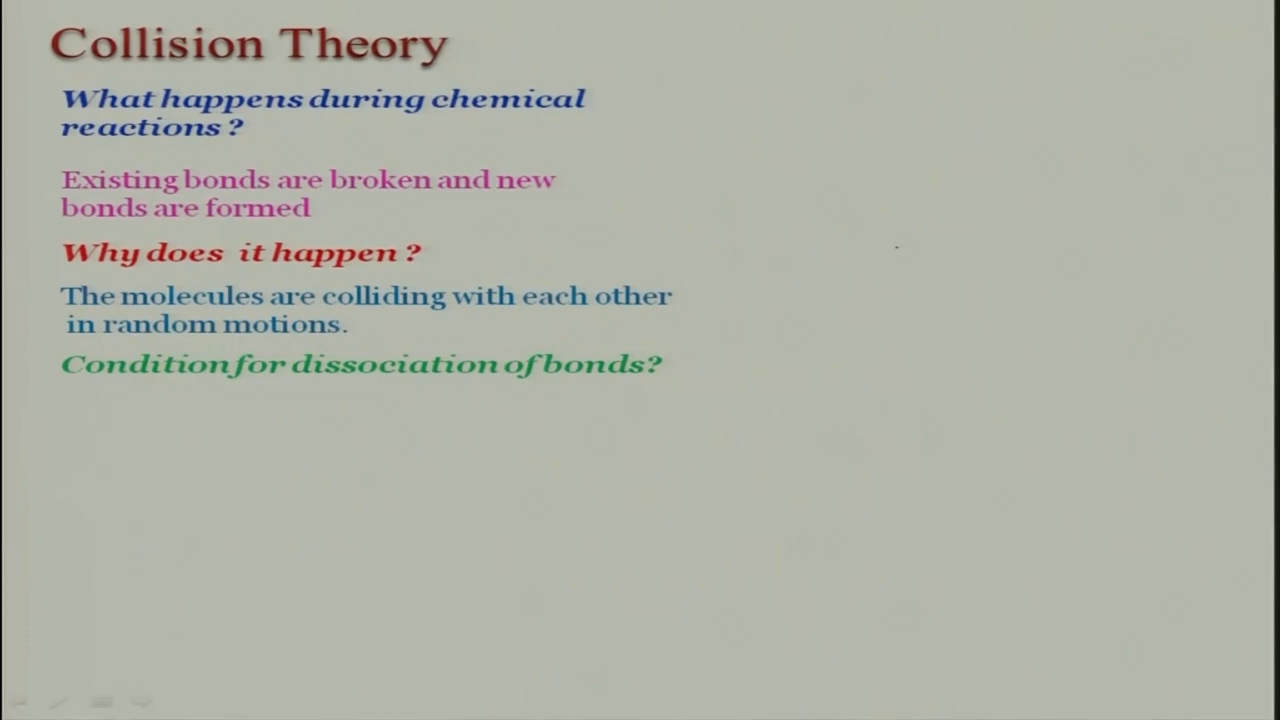 Collision Theory
What happens during chemical
reactions ?
Existing bonds are broken and new
bonds are formed
Why does it happen ?
The molecules are colliding with each other
in random motions.
Condition for dissociation of bonds?